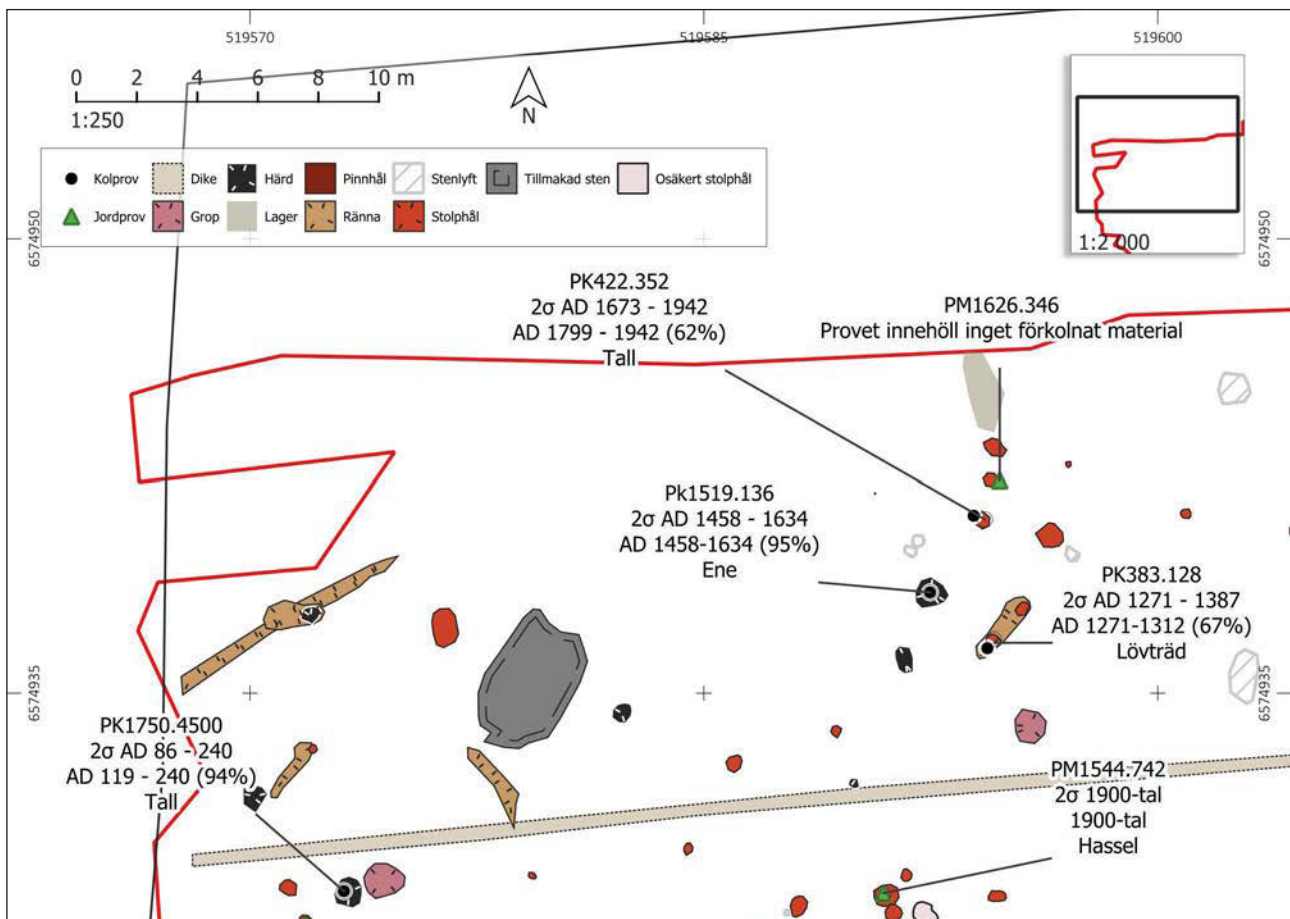 519570
519585
519600
0 2 4 6 8 10 m
1:250
N
Kolprov
Dike
Härd
Pinnhål
Stenlyft
Tillmakad sten
Osäkert stolphål
Jordprov
Grop
Lager
Ränna
Stolphål
6574950
6574950
1:2 000
PK422.352
2σ AD 1673 - 1942
AD 1799 - 1942 (62%)
Tall
PM1626.346
Provet innehöll inget förkolnat material
Pk1519.136
2σ AD 1458 - 1634
AD 1458-1634 (95%)
Ene
PK383.128
2σ AD 1271 - 1387
AD 1271-1312 (67%)
Lövträd
6574935
6574935
PK1750.4500
2σ AD 86 - 240
AD 119 - 240 (94%)
Tall
PM1544.742
2σ 1900-tal
1900-tal
Hassel